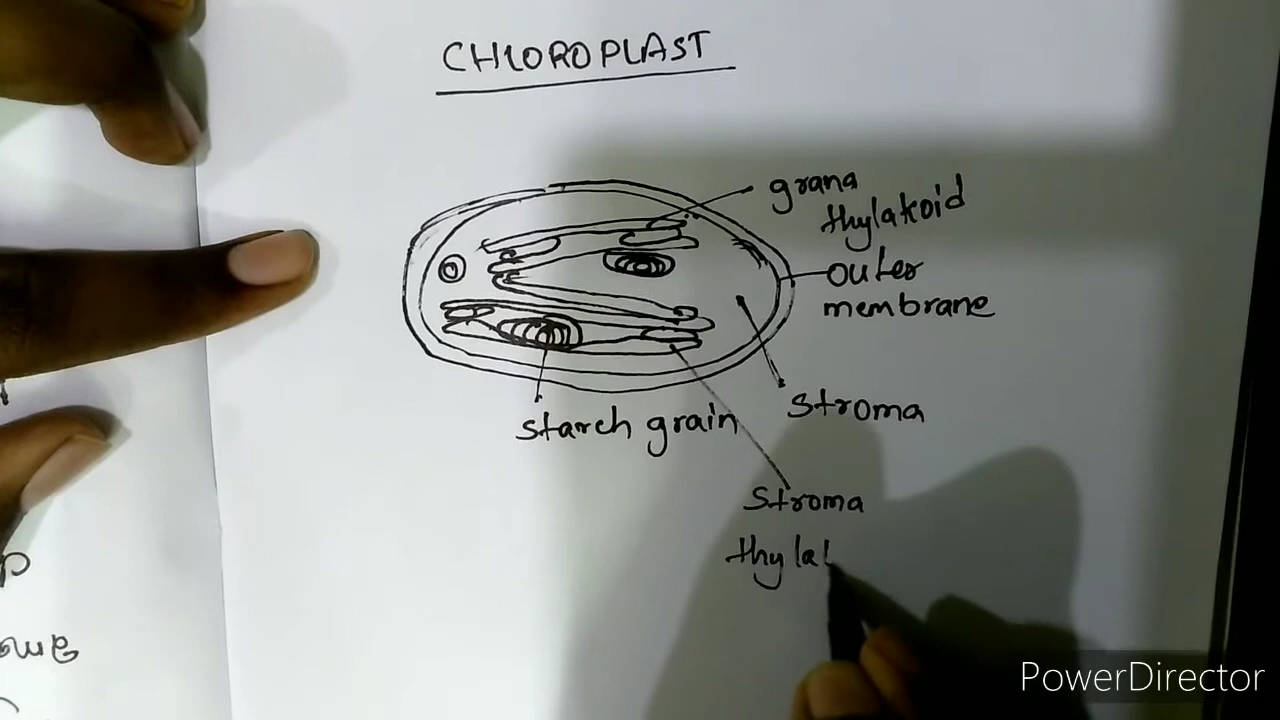 CHLOROPLAST
grana
thylakoid
outer
membrane
Stroma
starch grain
Stroma
PowerDirector